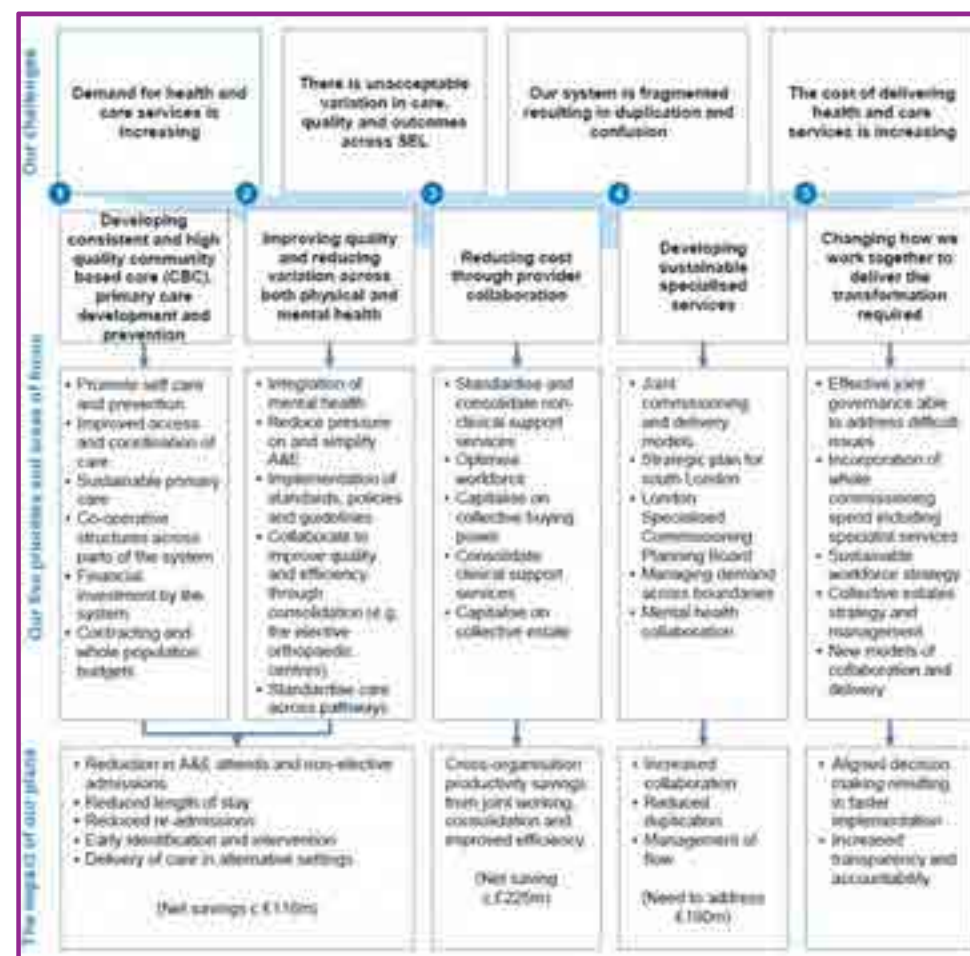 Our challenges
Demand for health and
care services is
increasing
There is unacceptable
variation in care,
quality and outcomes
across SEL
Our system is fragmented
resulting in duplication and
confusion
The cost of delivering
health and care
services is increasing
Our five priorities and areas of focus
1
Developing
consistent and high
quality community
based care (CBC),
primary care
development and
prevention
2
Improving quality
and reducing
variation across
both physical and
mental health
3
Reducing cost
through provider
collaboration
4
Developing
sustainable
specialised
services
5
Changing how we
work together to
deliver the
transformation
required
• Promote self care
and prevention
• Improved access
and coordination of
care
• Sustainable primary
care
• Co-operative
structures across
parts of the system
• Financial
investment by the
system
• Contracting and
whole population
budgets
• Integration of
mental health
• Reduce pressure
on and simplify
A&E
• Implementation of
standards, policies
and guidelines
• Collaborate to
improve quality
and efficiency
through
consolidation (e.g.
the elective
orthopaedic
centres)
• Standardise care
across pathways
• Standardise and
consolidate non-
clinical support
services
• Optimise
workforce
• Capitalise on
collective buying
power
• Consolidate
clinical support
services
• Capitalise on
collective estate
• Joint
commissioning
and delivery
models
• Strategic plan for
south London
• London
Specialised
Commissioning
Planning Board
• Managing demand
across boundaries
• Mental health
collaboration
• Effective joint
governance able
to address difficult
issues
• Incorporation of
whole
commissioning
spend including
specialist services
• Sustainable
workforce strategy
• Collective estates
strategy and
management
• New models of
collaboration and
delivery
The impact of our plans
• Reduction in A&E attends and non-elective
admissions
• Reduced length of stay
• Reduced re-admissions
• Early identification and intervention
• Delivery of care in alternative settings
(Net savings c.
Cross-organisation
productivity savings
from joint working,
consolidation and
improved efficiency.
(Net saving
c.£225m)
• Increased
collaboration
• Reduced
duplication
• Management of
flow
(Need to address
• Aligned decision
making resulting
in faster
implementation
• Increased
transparency and
accountability